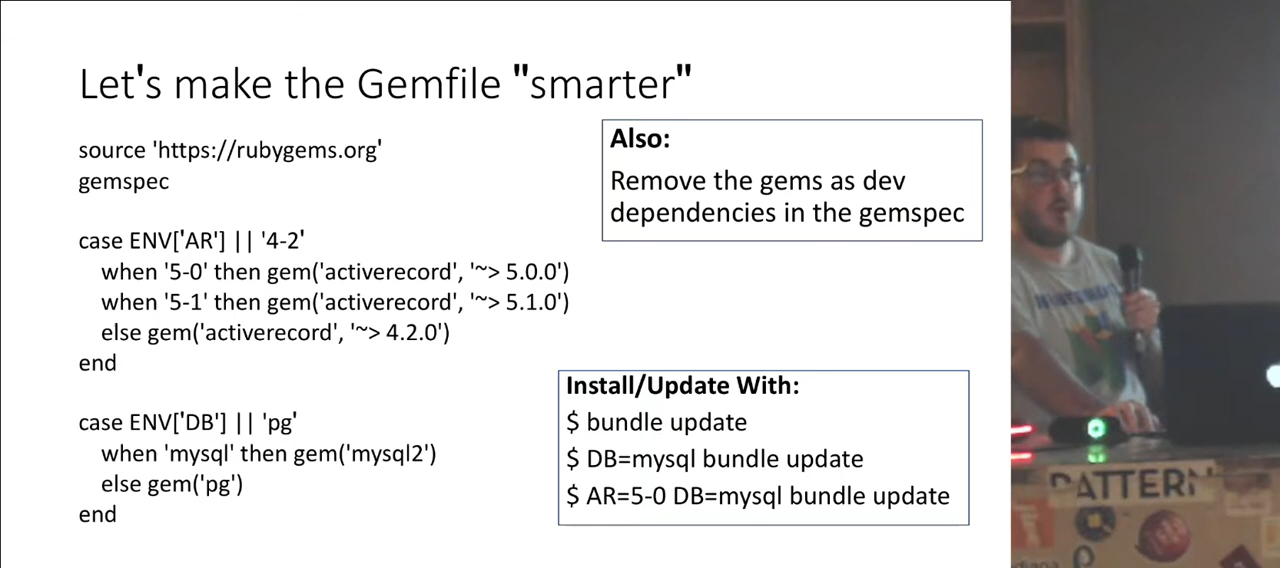 Let's make the Gemfile "smarter"
source 'https://rubygems.org'
gemspec
case ENV['AR'] || '4-2'
when '5-0' then gem('activerecord', '~> 5.0.0')
when '5-1' then gem('activerecord', '~> 5.1.0')
else gem('activerecord', '~> 4.2.0')
end
case ENV['DB'] || 'pg'
when 'mysql' then gem('mysql2')
else gem('pg')
end
Also:
Remove the gems as dev
dependencies in the gemspec
Install/Update With:
$ bundle update
$ DB=mysql bundle update
$ AR=5-0 DB=mysql bundle update
PATTERN